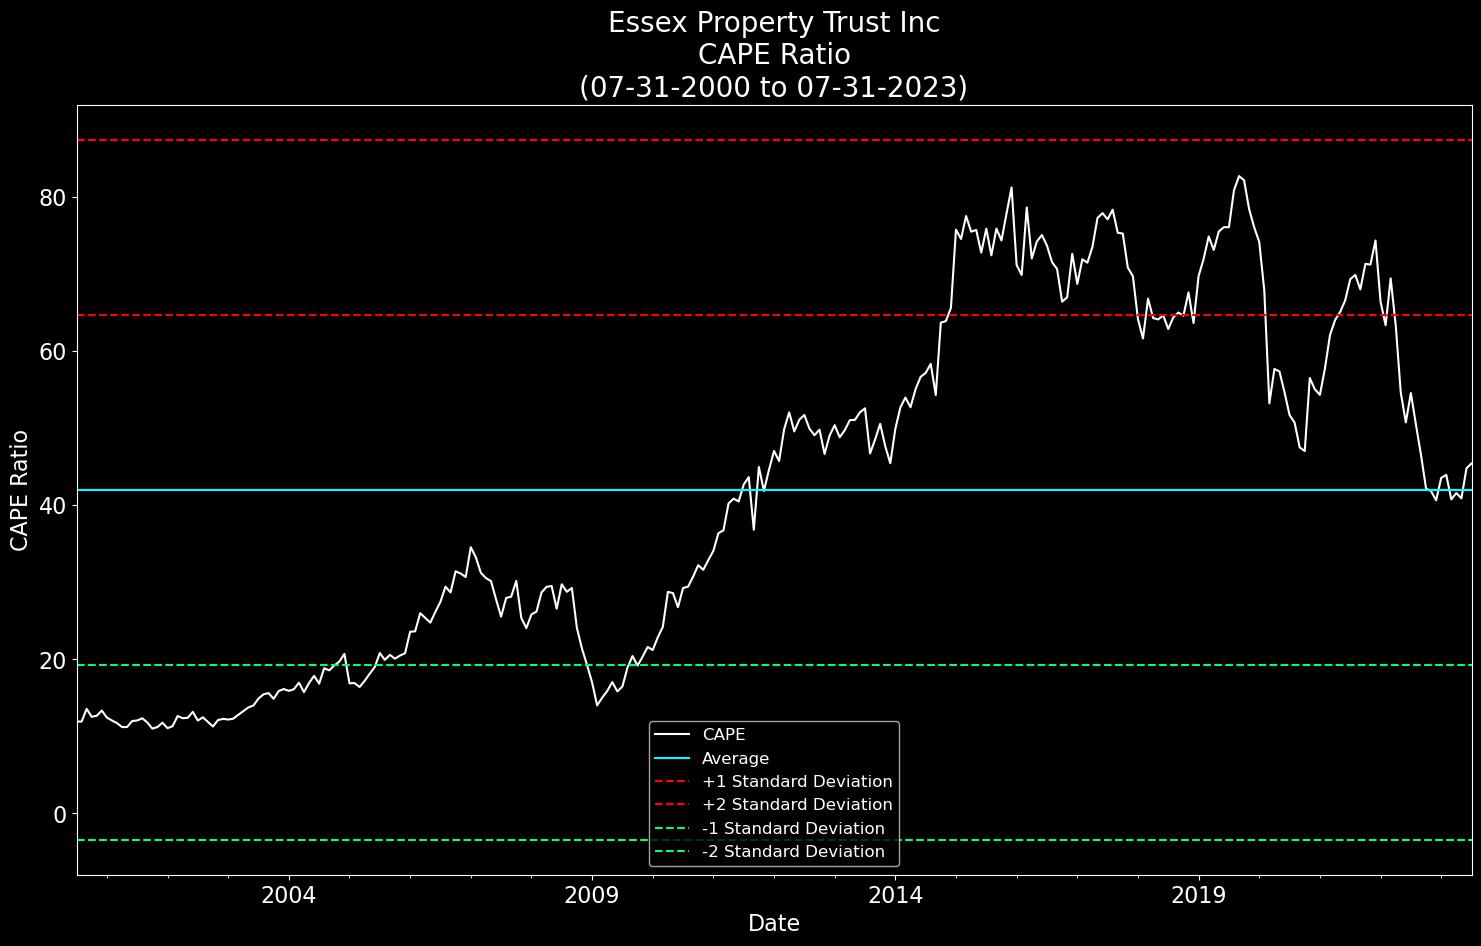 Essex Property Trust Inc
CAPE Ratio
(07-31-2000 to 07-31-2023)
80
60
40
20
0
CAPE Ratio
CAPE
Average
+1 Standard Deviation
+2 Standard Deviation
-1 Standard Deviation
-2 Standard Deviation
2004 2009 2014 2019
Date